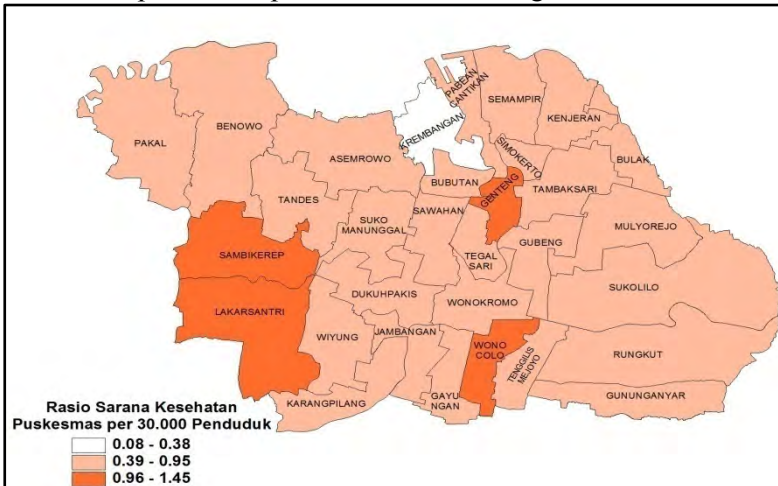 PABEAN
CANTIKAN
SEMAMPIR
KENJERAN
KREMBANGAN
PAKAL
BENOWO
ASEMROWO
SIMOKERTO
BULAK
BUBUTAN
GENTENG
TAMBAKSARI
TANDES
SUKO
MANUNGGAL
SAWAHAN
MULYOREJO
GUBENG
SAMBIKEREP
TEGAL
SARI
SUKOLILO
DUKUHPAKIS
WONOKROMO
LAKARSANTRI
WIYUNG
JAMBANGAN
WONO
COLO
TENGGILIS
MEJOYO
RUNGKUT
KARANGPILANG
GAYU
NGAN
GUNUNGANYAR
Rasio Sarana Kesehatan
Puskesmas per 30.000 Penduduk
0.08 - 0.38
0.39 - 0.95
0.96 - 1.45